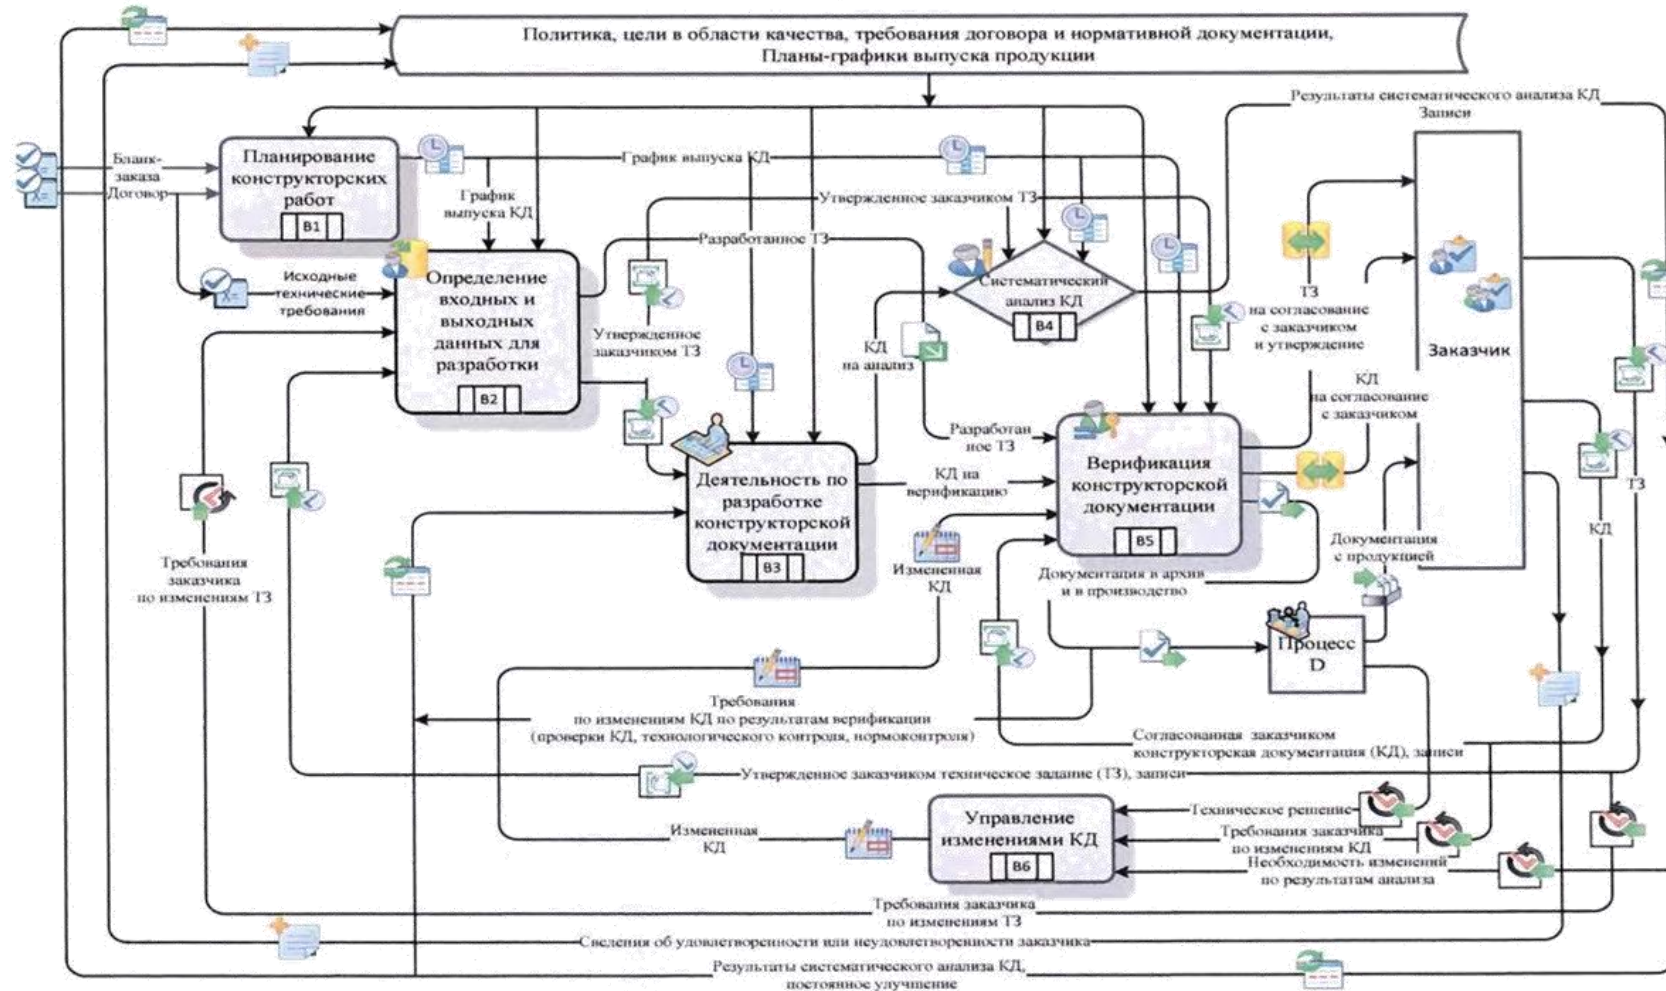 Политика, цели в области качества, требования договора и нормативной документации,
Планы-графики выпуска продукции
Результаты систематического анализа КД
Записи
Бланк-
заказа
Договор
Планирование
конструкторских
работ
B1
График выпуска КД
График
выпуска КД
Утвержденное заказчиком ТЗ
Разработанное ТЗ
Исходные
технические
требования
Определение
входных и
выходных
данных для
разработки
B2
Утвержденное
заказчиком ТЗ
Систематический
анализ КД
B4
КД
на анализ
ТЗ
на согласование
с заказчиком
и утверждение
Заказчик
КД
на согласование
с заказчиком
Разработан
ное ТЗ
КД на
верификацию
Верификация
конструкторской
документации
B5
Деятельность по
разработке
конструкторской
документации
B3
ТЗ
КД
Документация
с продукцией
Требования
заказчика
по изменениям ТЗ
Измененная
КД
Документация в архив
и в производство
Процесс
D
Требования
по изменениям КД по результатам верификации
(проверки КД, технологического контроля, нормоконтроля)
Согласованная заказчиком
конструкторская документация (КД), записи
Утвержденное заказчиком техническое задание (ТЗ), записи
Управление
изменениями КД
B6
Измененная
КД
Техническое решение
Требования заказчика
по изменениям КД
Необходимость изменений
по результатам анализа
Требования заказчика
по изменениям ТЗ
Сведения об удовлетворенности или неудовлетворенности заказчика
Результаты систематического анализа КД,
постоянное улучшение